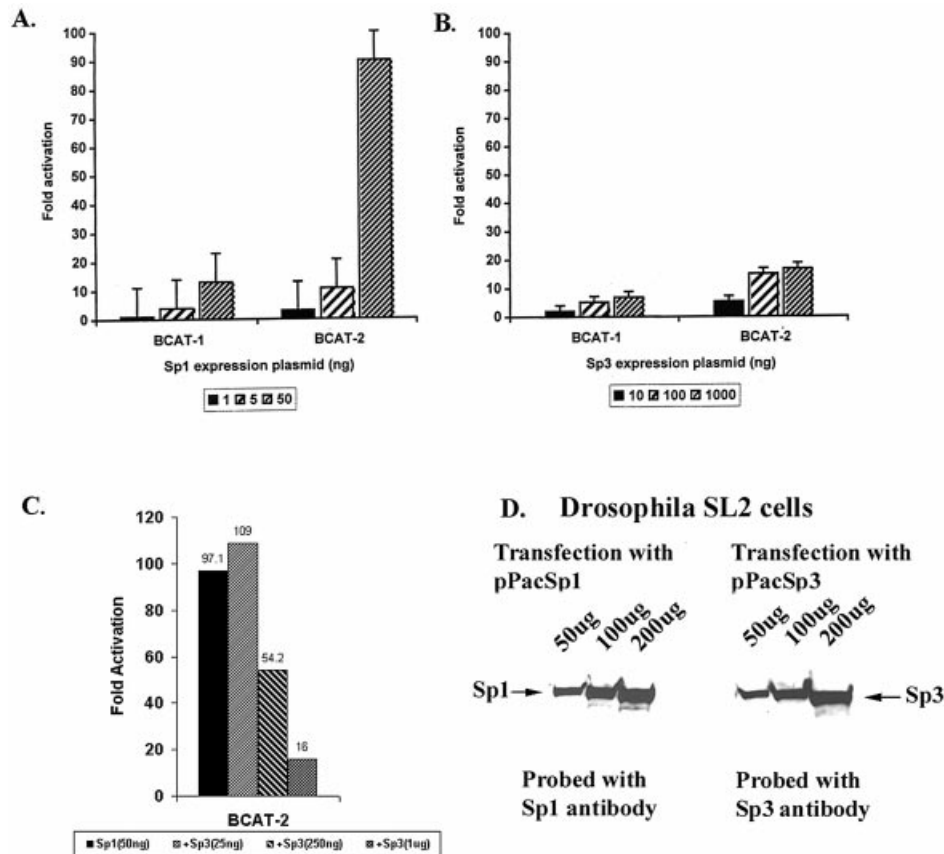 A.
100
90
80
70
60
50
40
30
20
10
0
Fold activation
BCAT-1 BCAT-2
Sp1 expression plasmid (ng)
1 5 50
B.
100
90
80
70
60
50
40
30
20
10
0
Fold activation
BCAT-1 BCAT-2
Sp3 expression plasmid (ng)
10 100 1000
C.
120
100
80
60
40
20
0
Fold Activation
97.1
109
54.2
16
BCAT-2
Sp1(50ng) +Sp3(25ng) +Sp3(250ng) +Sp3(1ug)
D. Drosophila SL2 cells
Transfection with
pPacSp1
50ug 100ug 200ug
Sp1
Probed with
Sp1 antibody
Transfection with
pPacSp3
50ug 100ug 200ug
Sp3
Probed with
Sp3 antibody